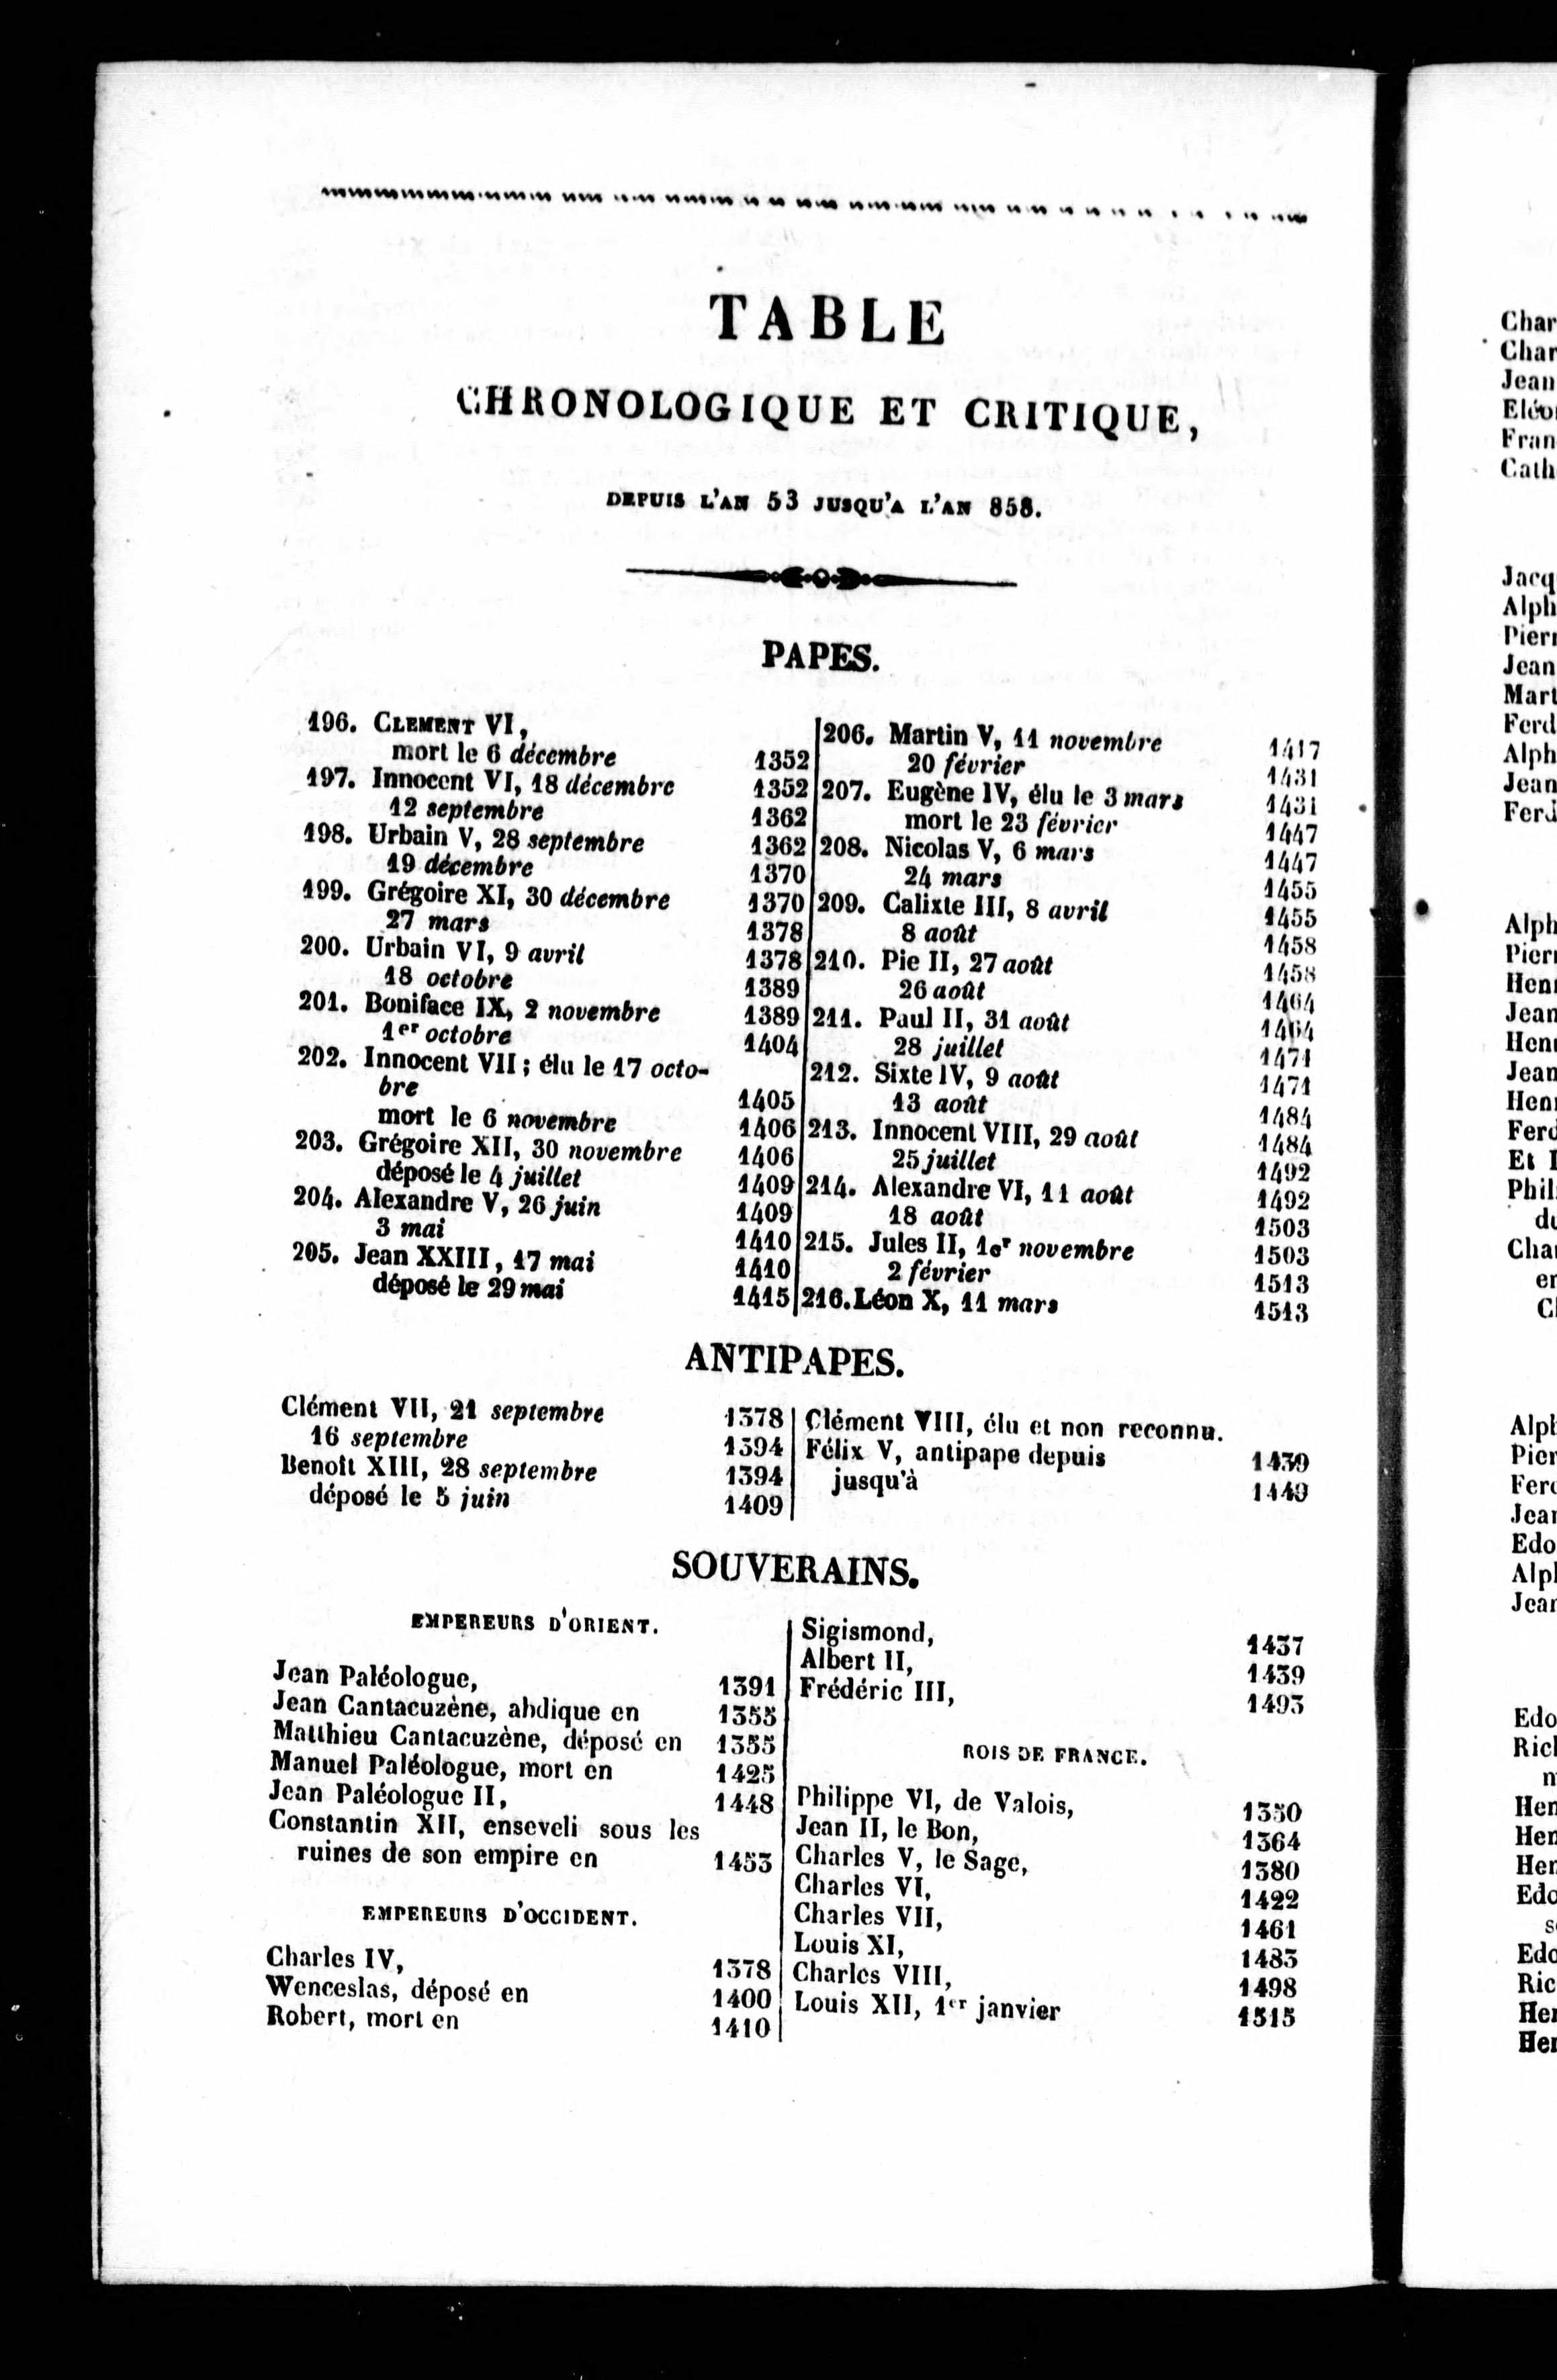 TABLE
CHRONOLOGIQUE ET CRITIQUE,
DEPUIS L'AN 53 JUSQU'A L'AN 858.
PAPES.
196. CLEMENT VI,
mort le 6 décembre 1352
197. Innocent VI, 18 décembre 1352
12 septembre 1362
198. Urbain V, 28 septembre 1362
19 décembre 1370
199. Grégoire XI, 30 décembre 1370
27 mars 1378
200. Urbain VI, 9 avril 1378
18 octobre 1389
201. Boniface IX, 2 novembre 1389
1er octobre 1404
202. Innocent VII; élu le 17 octo-
bre 1405
mort le 6 novembre 1406
203. Grégoire XII, 30 novembre 1406
déposé le 4 juillet 1409
204. Alexandre V, 26 juin 1409
3 mai 1410
205. Jean XXIII, 17 mai 1410
déposé le 29 mai 1415
206. Martin V, 11 novembre 1417
20 février 1431
207. Eugène IV, élu le 3 mars 1431
mort le 23 février 1447
208. Nicolas V, 6 mars 1447
24 mars 1455
209. Calixte III, 8 avril 1455
8 août 1458
210. Pie II, 27 août 1458
26 août 1464
211. Paul II, 31 août 1464
28 juillet 1471
212. Sixte IV, 9 août 1471
13 août 1484
213. Innocent VIII, 29 août 1484
25 juillet 1492
214. Alexandre VI, 11 août 1492
18 août 1503
215. Jules II, 1er novembre 1503
2 février 1513
216. Léon X, 11 mars 1513
ANTIPAPES.
Clément VII, 21 septembre 1378
16 septembre 1394
Benoît XIII, 28 septembre 1394
déposé le 5 juin 1409
Clément VIII, élu et non reconnu.
Félix V, antipape depuis 1439
jusqu'à 1449
SOUVERAINS.
EMPEREURS D'ORIENT.
Jean Paléologue, 1391
Jean Cantacuzène, abdique en 1355
Matthieu Cantacuzène, déposé en 1355
Manuel Paléologue, mort en 1425
Jean Paléologue II, 1448
Constantin XII, enseveli sous les
ruines de son empire en 1453
EMPEREURS D'OCCIDENT.
Charles IV, 1378
Wenceslas, déposé en 1400
Robert, mort en 1410
Sigismond, 1437
Albert II, 1439
Frédéric III, 1493
ROIS DE FRANCE.
Philippe VI, de Valois, 1350
Jean II, le Bon, 1364
Charles V, le Sage, 1380
Charles VI, 1422
Charles VII, 1461
Louis XI, 1483
Charles VIII, 1498
Louis XII, 1er janvier 1515